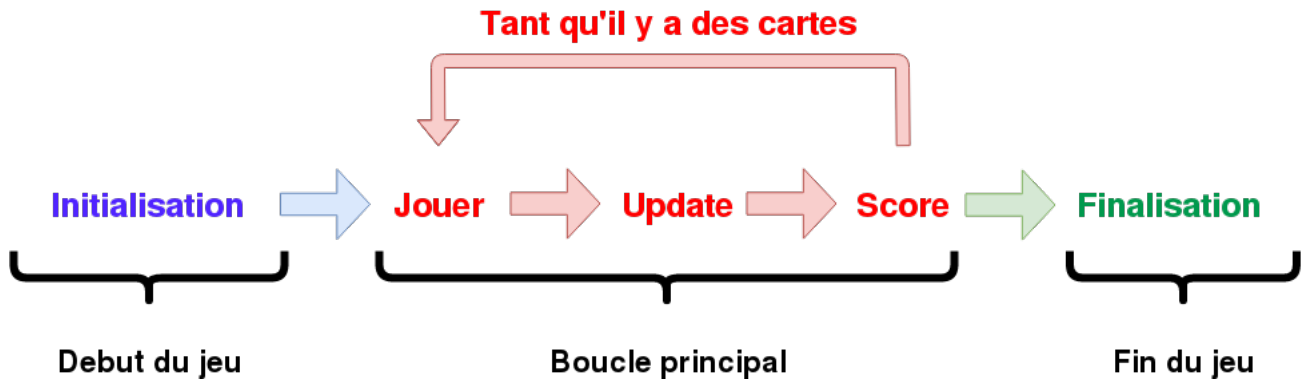 Tant qu'il y a des cartes
Initialisation
Jouer
Update
Score
Finalisation
Debut du jeu
Boucle principal
Fin du jeu